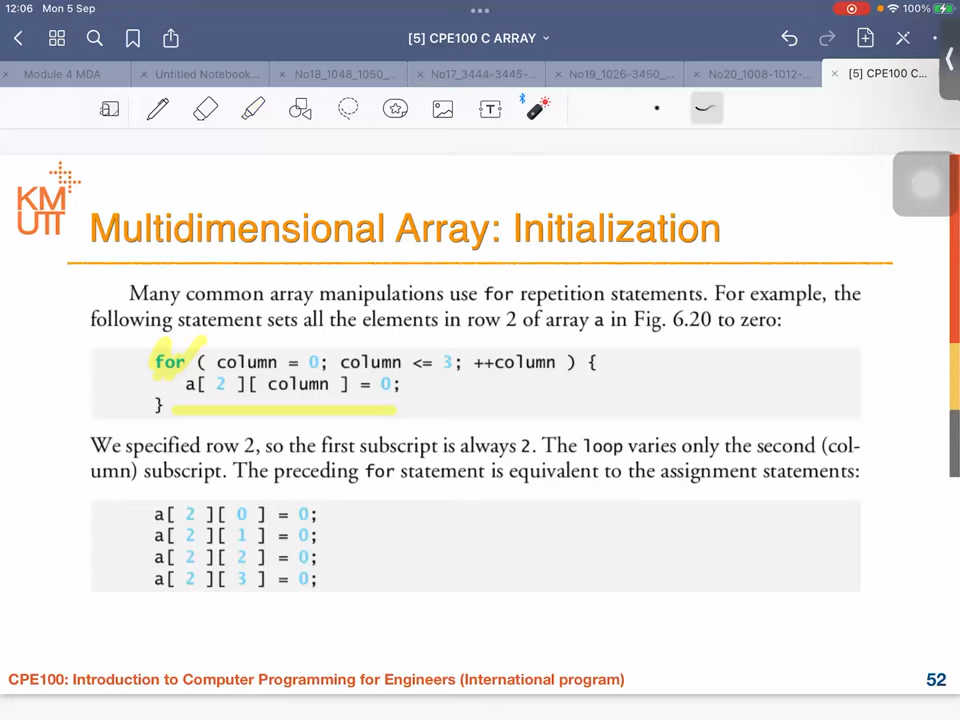 12:06 Mon 5 Sep
100%
[5] CPE100 C ARRAY
Module 4 MDA
Untitled Notebook...
No18_1048_1050_...
No17_3444-3445-...
No19_1026-3450_...
No20_1008-1012-...
[5] CPE100 C...
T
KM
UTT
Multidimensional Array: Initialization
Many common array manipulations use for repetition statements. For example, the
following statement sets all the elements in row 2 of array a in Fig. 6.20 to zero:
for ( column = 0; column <= 3; ++column ) {
a[ 2 ][ column ] = 0;
}
We specified row 2, so the first subscript is always 2. The loop varies only the second (col-
umn) subscript. The preceding for statement is equivalent to the assignment statements:
a[ 2 ][ 0 ] = 0;
a[ 2 ][ 1 ] = 0;
a[ 2 ][ 2 ] = 0;
a[ 2 ][ 3 ] = 0;
CPE100: Introduction to Computer Programming for Engineers (International program)
52